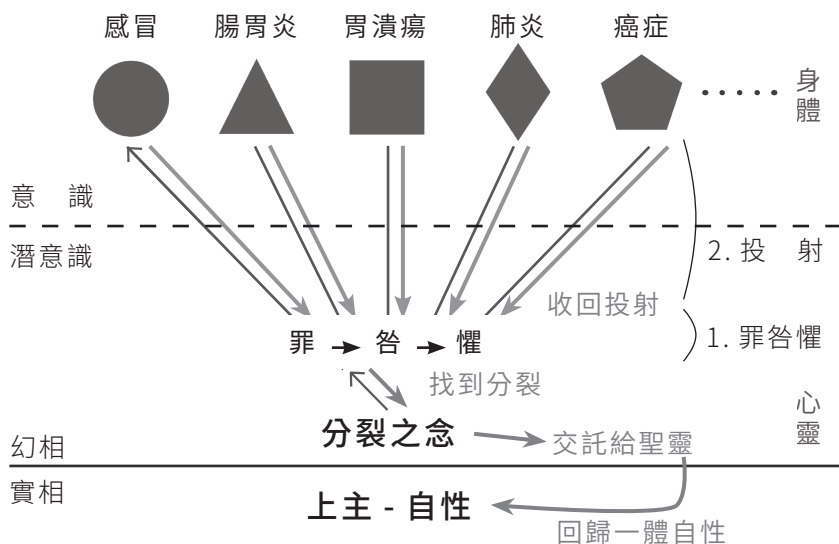 感冒 腸胃炎 胃潰瘍 肺炎 癌症
身體
意 識
潛意識
2. 投 射
收回投射
罪 咎 懼
1. 罪咎懼
找到分裂
心靈
分裂之念
交託給聖靈
幻相
實相
上主 - 自性
回歸一體自性